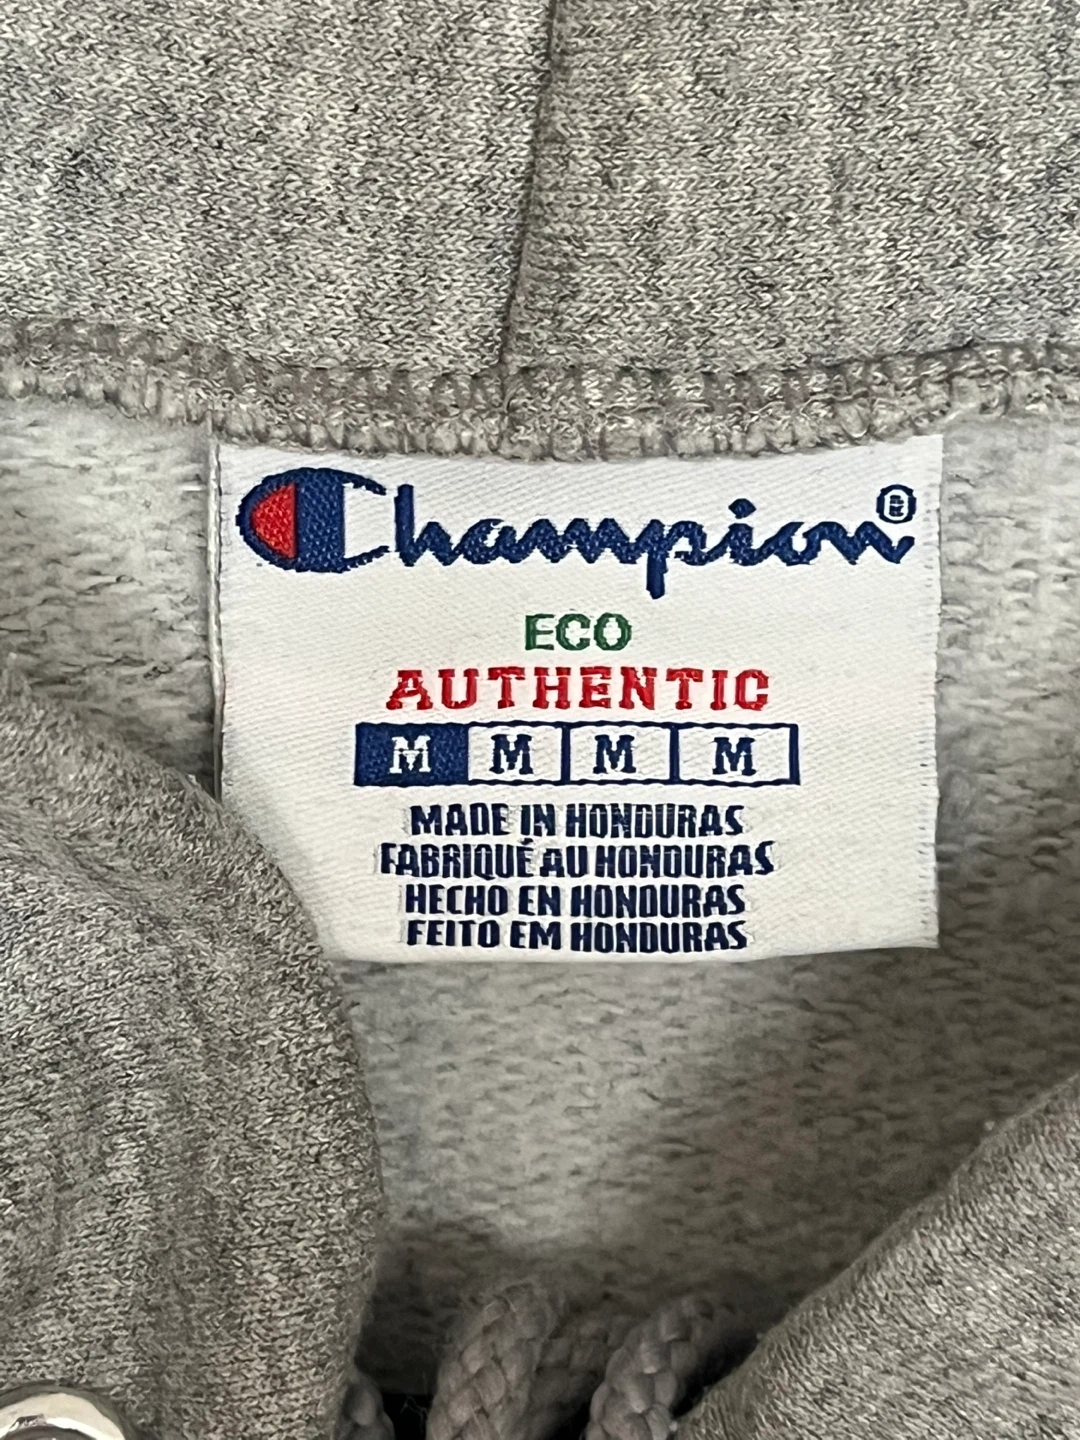 Champion®
ECO
AUTHENTIC
M M M M
MADE IN HONDURAS
FABRIQUÉ AU HONDURAS
HECHO EN HONDURAS
FEITO EM HONDURAS